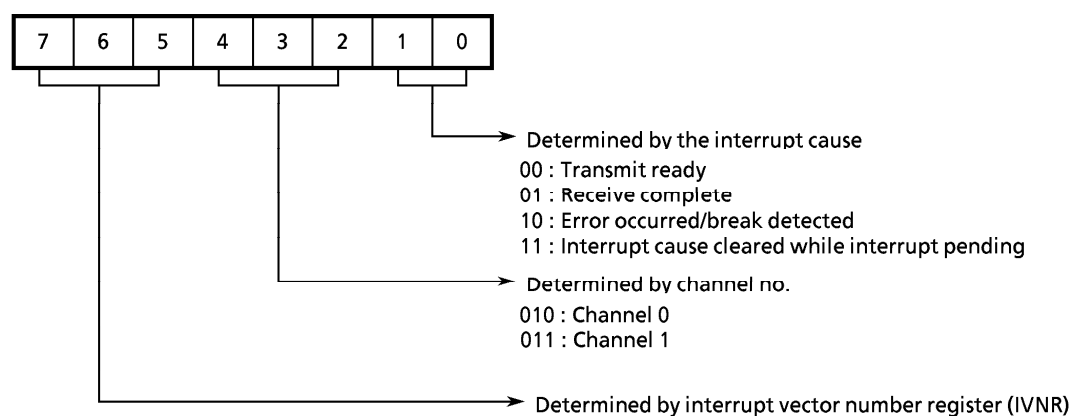 7 6 5 4 3 2 1 0
Determined by the interrupt cause
00 : Transmit ready
01 : Receive complete
10 : Error occurred/break detected
11 : Interrupt cause cleared while interrupt pending
Determined by channel no.
010 : Channel 0
011 : Channel 1
Determined by interrupt vector number register (IVNR)